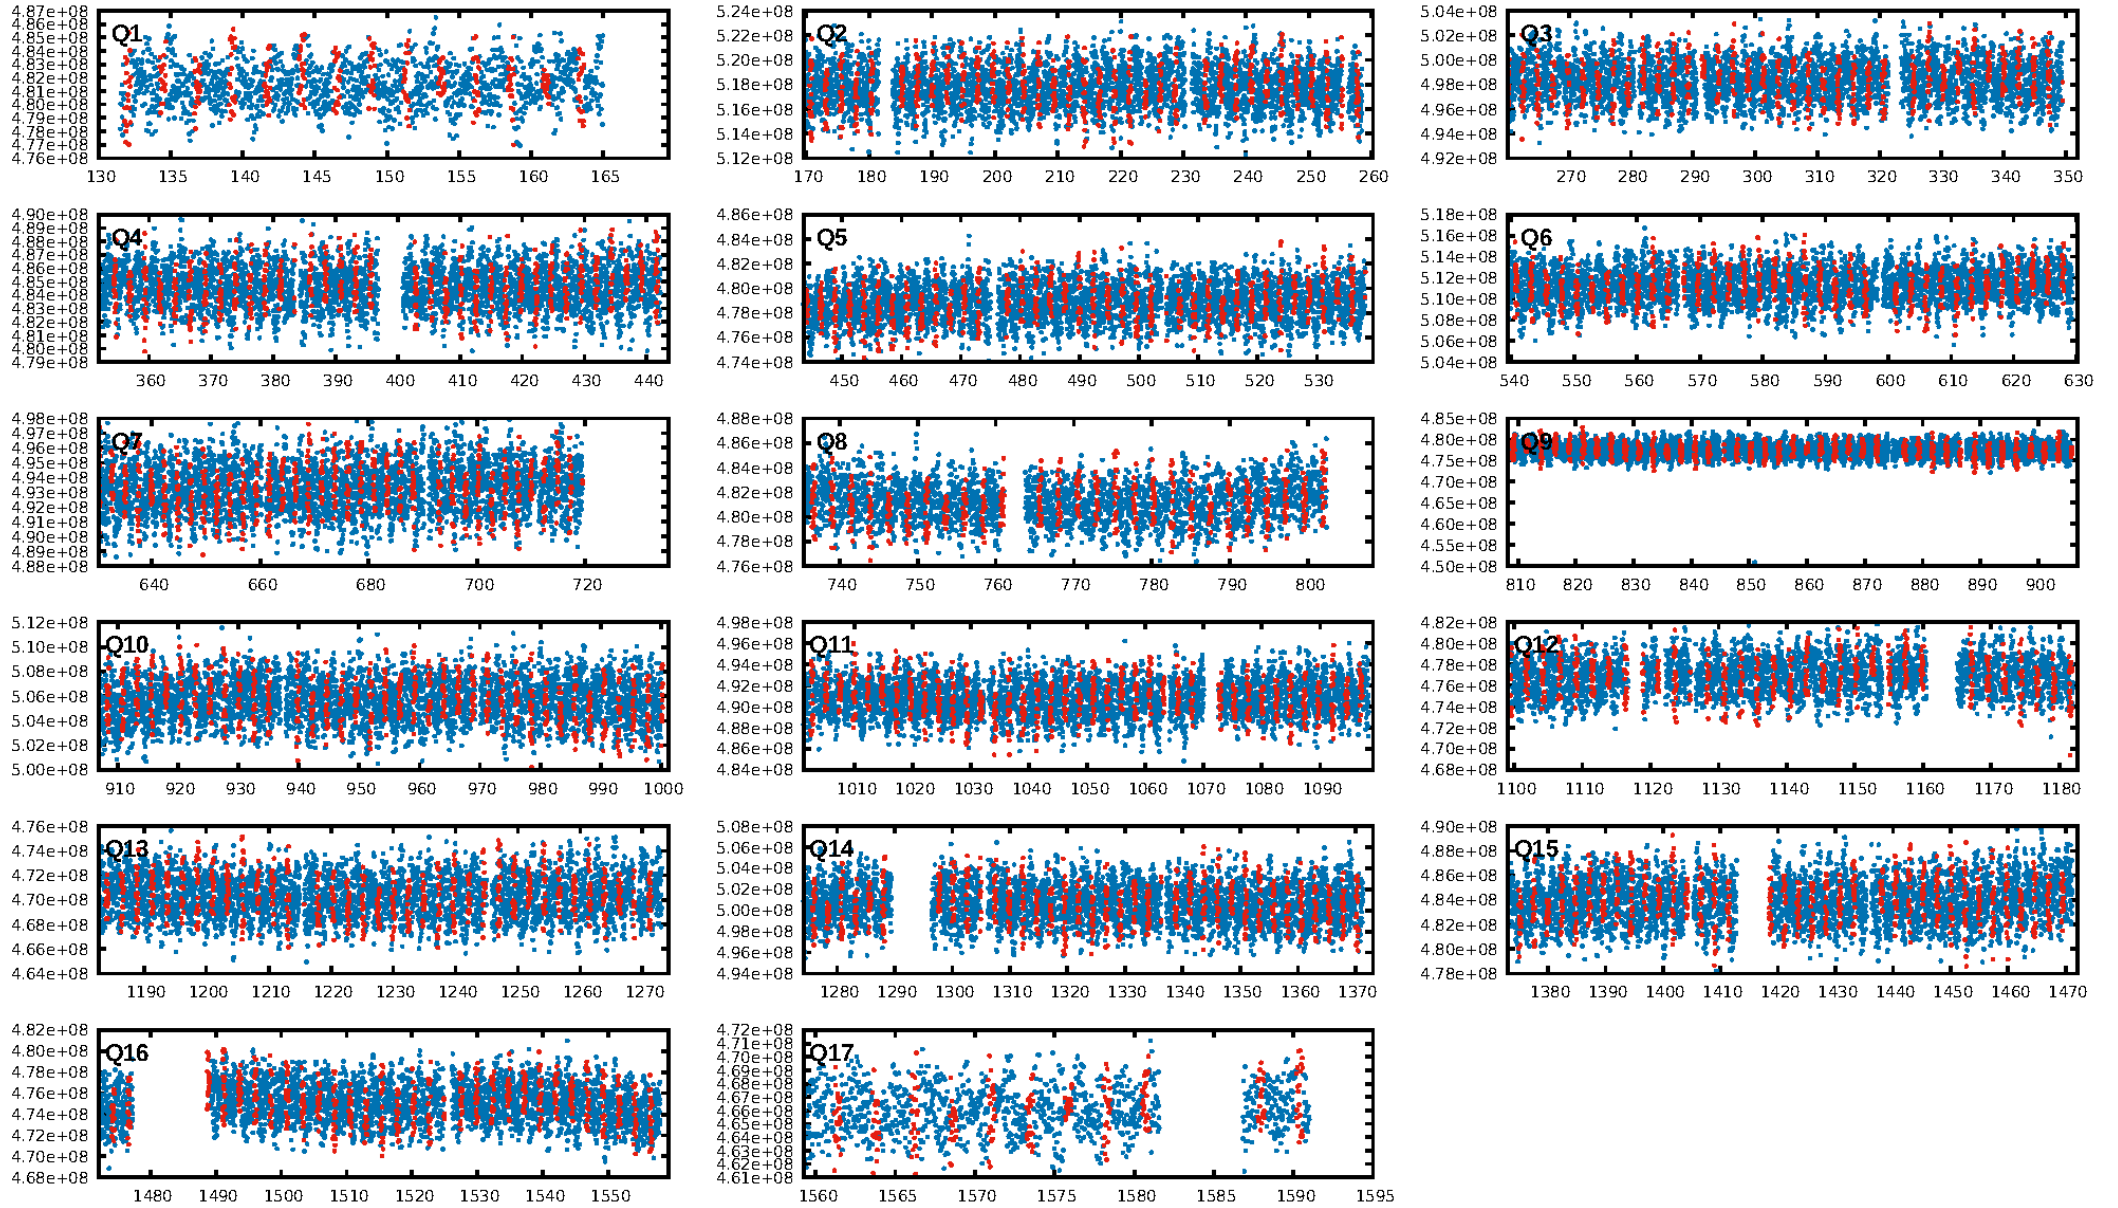 4.87e+08
4.86e+08
4.85e+08
4.84e+08
4.83e+08
4.82e+08
4.81e+08
4.80e+08
4.79e+08
4.78e+08
4.77e+08
4.76e+08
Q1
130 135 140 145 150 155 160 165
5.24e+08
5.22e+08
5.20e+08
5.18e+08
5.16e+08
5.14e+08
5.12e+08
Q2
170 180 190 200 210 220 230 240 250 260
5.04e+08
5.02e+08
5.00e+08
4.98e+08
4.96e+08
4.94e+08
4.92e+08
Q3
270 280 290 300 310 320 330 340 350
4.90e+08
4.89e+08
4.88e+08
4.87e+08
4.86e+08
4.85e+08
4.84e+08
4.83e+08
4.82e+08
4.81e+08
4.80e+08
4.79e+08
Q4
360 370 380 390 400 410 420 430 440
4.86e+08
4.84e+08
4.82e+08
4.80e+08
4.78e+08
4.76e+08
4.74e+08
Q5
450 460 470 480 490 500 510 520 530
5.18e+08
5.16e+08
5.14e+08
5.12e+08
5.10e+08
5.08e+08
5.06e+08
5.04e+08
Q6
540 550 560 570 580 590 600 610 620 630
4.98e+08
4.97e+08
4.96e+08
4.95e+08
4.94e+08
4.93e+08
4.92e+08
4.91e+08
4.90e+08
4.89e+08
4.88e+08
Q7
640 660 680 700 720
4.88e+08
4.86e+08
4.84e+08
4.82e+08
4.80e+08
4.78e+08
4.76e+08
Q8
740 750 760 770 780 790 800
4.85e+08
4.80e+08
4.75e+08
4.70e+08
4.65e+08
4.60e+08
4.55e+08
4.50e+08
Q9
810 820 830 840 850 860 870 880 890 900
5.12e+08
5.10e+08
5.08e+08
5.06e+08
5.04e+08
5.02e+08
5.00e+08
Q10
910 920 930 940 950 960 970 980 990 1000
4.98e+08
4.96e+08
4.94e+08
4.92e+08
4.90e+08
4.88e+08
4.86e+08
4.84e+08
Q11
1010 1020 1030 1040 1050 1060 1070 1080 1090
4.82e+08
4.80e+08
4.78e+08
4.76e+08
4.74e+08
4.72e+08
4.70e+08
4.68e+08
Q12
1100 1110 1120 1130 1140 1150 1160 1170 1180
4.76e+08
4.74e+08
4.72e+08
4.70e+08
4.68e+08
4.66e+08
4.64e+08
Q13
1190 1200 1210 1220 1230 1240 1250 1260 1270
5.08e+08
5.06e+08
5.04e+08
5.02e+08
5.00e+08
4.98e+08
4.96e+08
4.94e+08
Q14
1280 1290 1300 1310 1320 1330 1340 1350 1360 1370
4.90e+08
4.88e+08
4.86e+08
4.84e+08
4.82e+08
4.80e+08
4.78e+08
Q15
1380 1390 1400 1410 1420 1430 1440 1450 1460 1470
4.82e+08
4.80e+08
4.78e+08
4.76e+08
4.74e+08
4.72e+08
4.70e+08
4.68e+08
Q16
1480 1490 1500 1510 1520 1530 1540 1550
4.72e+08
4.71e+08
4.70e+08
4.69e+08
4.68e+08
4.67e+08
4.66e+08
4.65e+08
4.64e+08
4.63e+08
4.62e+08
4.61e+08
Q17
1560 1565 1570 1575 1580 1585 1590 1595